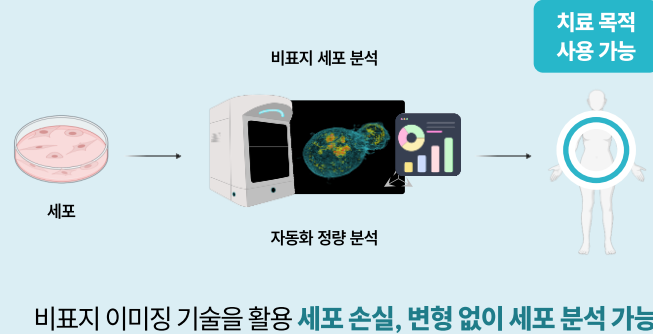 치료 목적
사용 가능
비표지 세포 분석
세포
자동화 정량 분석
비표지 이미징 기술을 활용 세포 손실, 변형 없이 세포 분석 가능